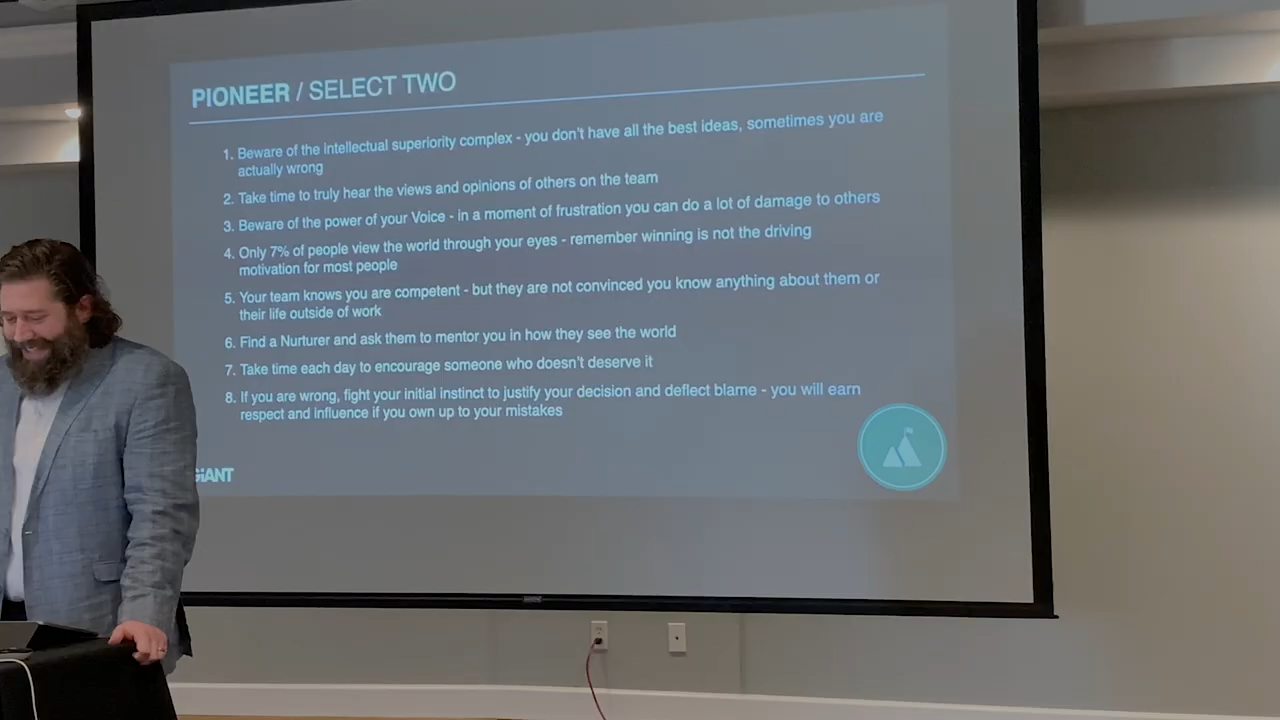 PIONEER / SELECT TWO
1. Beware of the intellectual superiority complex - you don't have all the best ideas, sometimes you are
actually wrong
2. Take time to truly hear the views and opinions of others on the team
3. Beware of the power of your Voice - in a moment of frustration you can do a lot of damage to others
4. Only 7% of people view the world through your eyes - remember winning is not the driving
motivation for most people
5. Your team knows you are competent - but they are not convinced you know anything about them or
their life outside of work
6. Find a Nurturer and ask them to mentor you in how they see the world
7. Take time each day to encourage someone who doesn't deserve it
8. If you are wrong, fight your initial instinct to justify your decision and deflect blame - you will earn
respect and influence if you own up to your mistakes
GiANT